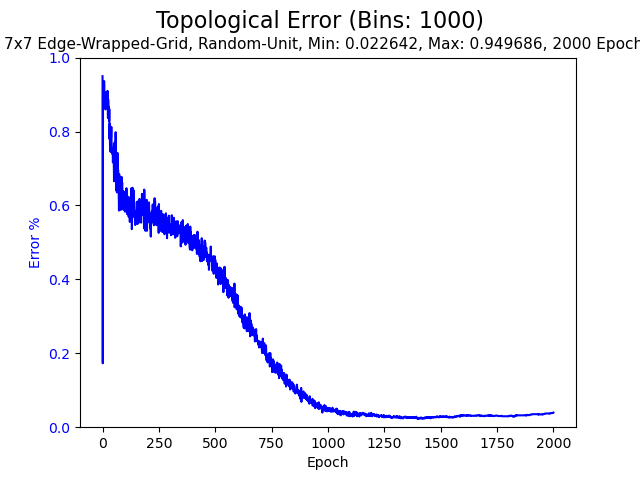 Topological Error (Bins: 1000)
7x7 Edge-Wrapped-Grid, Random-Unit, Min: 0.022642, Max: 0.949686, 2000 Epoch
1.0
0.8
0.6
0.4
0.2
0.0
Error %
0 250 500 750 1000 1250 1500 1750 2000
Epoch